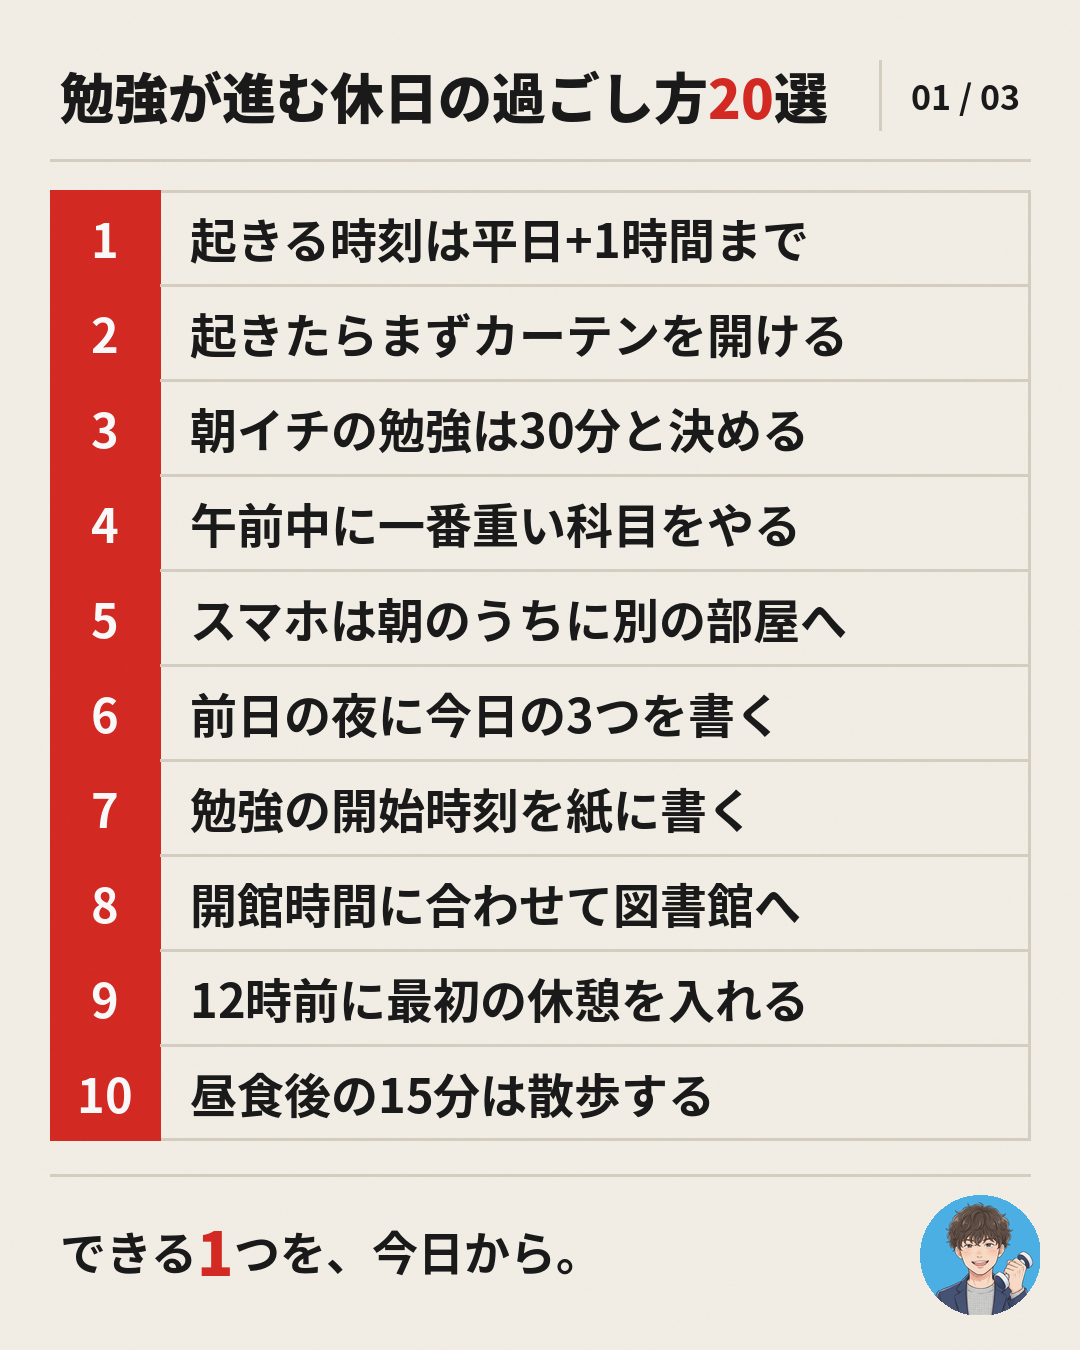 勉強が進む休日の過ごし方20選
01 / 03
1 起きる時刻は平日+1時間まで
2 起きたらまずカーテンを開ける
3 朝イチの勉強は30分と決める
4 午前中に一番重い科目をやる
5 スマホは朝のうちに別の部屋へ
6 前日の夜に今日の3つを書く
7 勉強の開始時刻を紙に書く
8 開館時間に合わせて図書館へ
9 12時前に最初の休憩を入れる
10 昼食後の15分は散歩する
できる1つを、今日から。